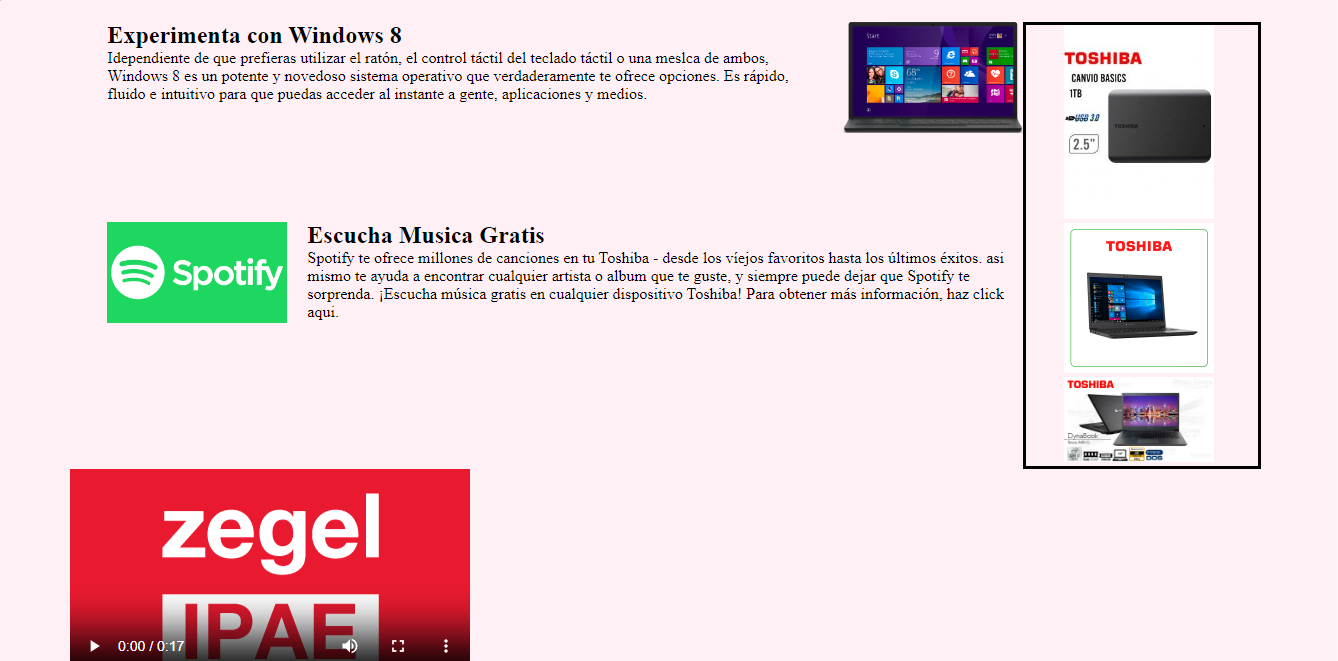 Experimenta con Windows 8
Idependiente de que prefieras utilizar el ratón, el control táctil del teclado táctil o una meslca de ambos,
Windows 8 es un potente y novedoso sistema operativo que verdaderamente te ofrece opciones. Es rápido,
fluido e intuitivo para que puedas acceder al instante a gente, aplicaciones y medios.
Start
TOSHIBA
CANVIO BASICS
1TB
USB 3.0
2.5"
TOSHIBA
Spotify
Escucha Musica Gratis
Spotify te ofrece millones de canciones en tu Toshiba - desde los víejos favoritos hasta los últimos éxitos. asi
mismo te ayuda a encontrar cualquier artista o album que te guste, y siempre puede dejar que Spotify te
sorprenda. ¡Escucha música gratis en cualquier dispositivo Toshiba! Para obtener más información, haz click
aqui.
TOSHIBA
TOSHIBA
DynaBook
zegel
IPAE
0:00 / 0:17